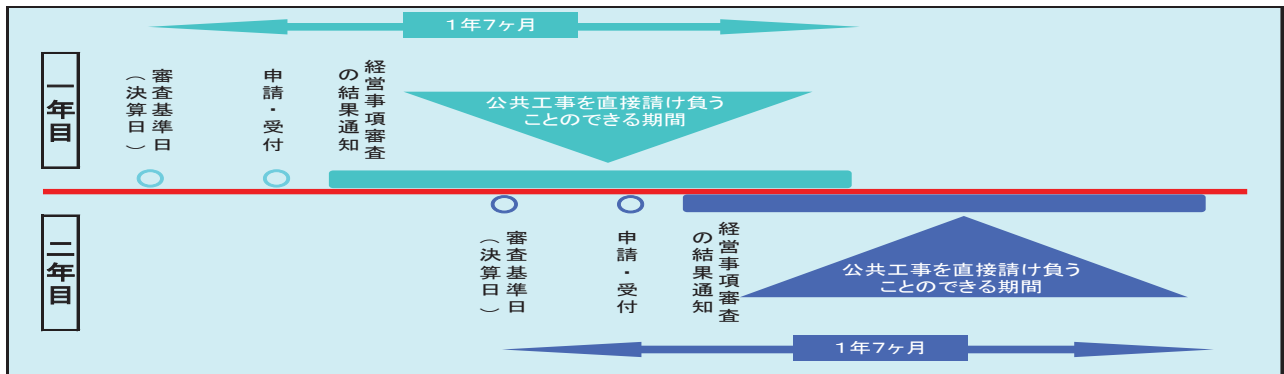 1年7ヶ月
一年目
審査基準日
（決算日）
申請・受付
経営事項審査
の結果通知
公共工事を直接請け負う
ことのできる期間
二年目
審査基準日
（決算日）
申請・受付
経営事項審査
の結果通知
公共工事を直接請け負う
ことのできる期間
1年7ヶ月